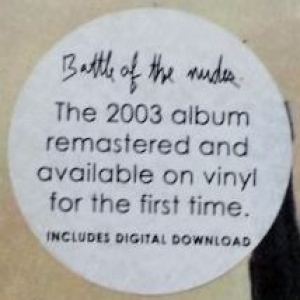 Battle of the nudes.
The 2003 album
remastered and
available on vinyl
for the first time.
INCLUDES DIGITAL DOWNLOAD